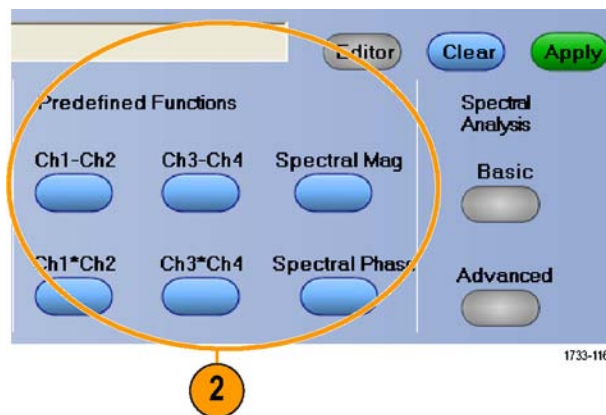 Editor Clear Apply
Predefined Functions
Spectral
Analysis
Ch1-Ch2 Ch3-Ch4 Spectral Mag
Basic
Ch1*Ch2 Ch3*Ch4 Spectral Phase
Advanced
1733-116
2